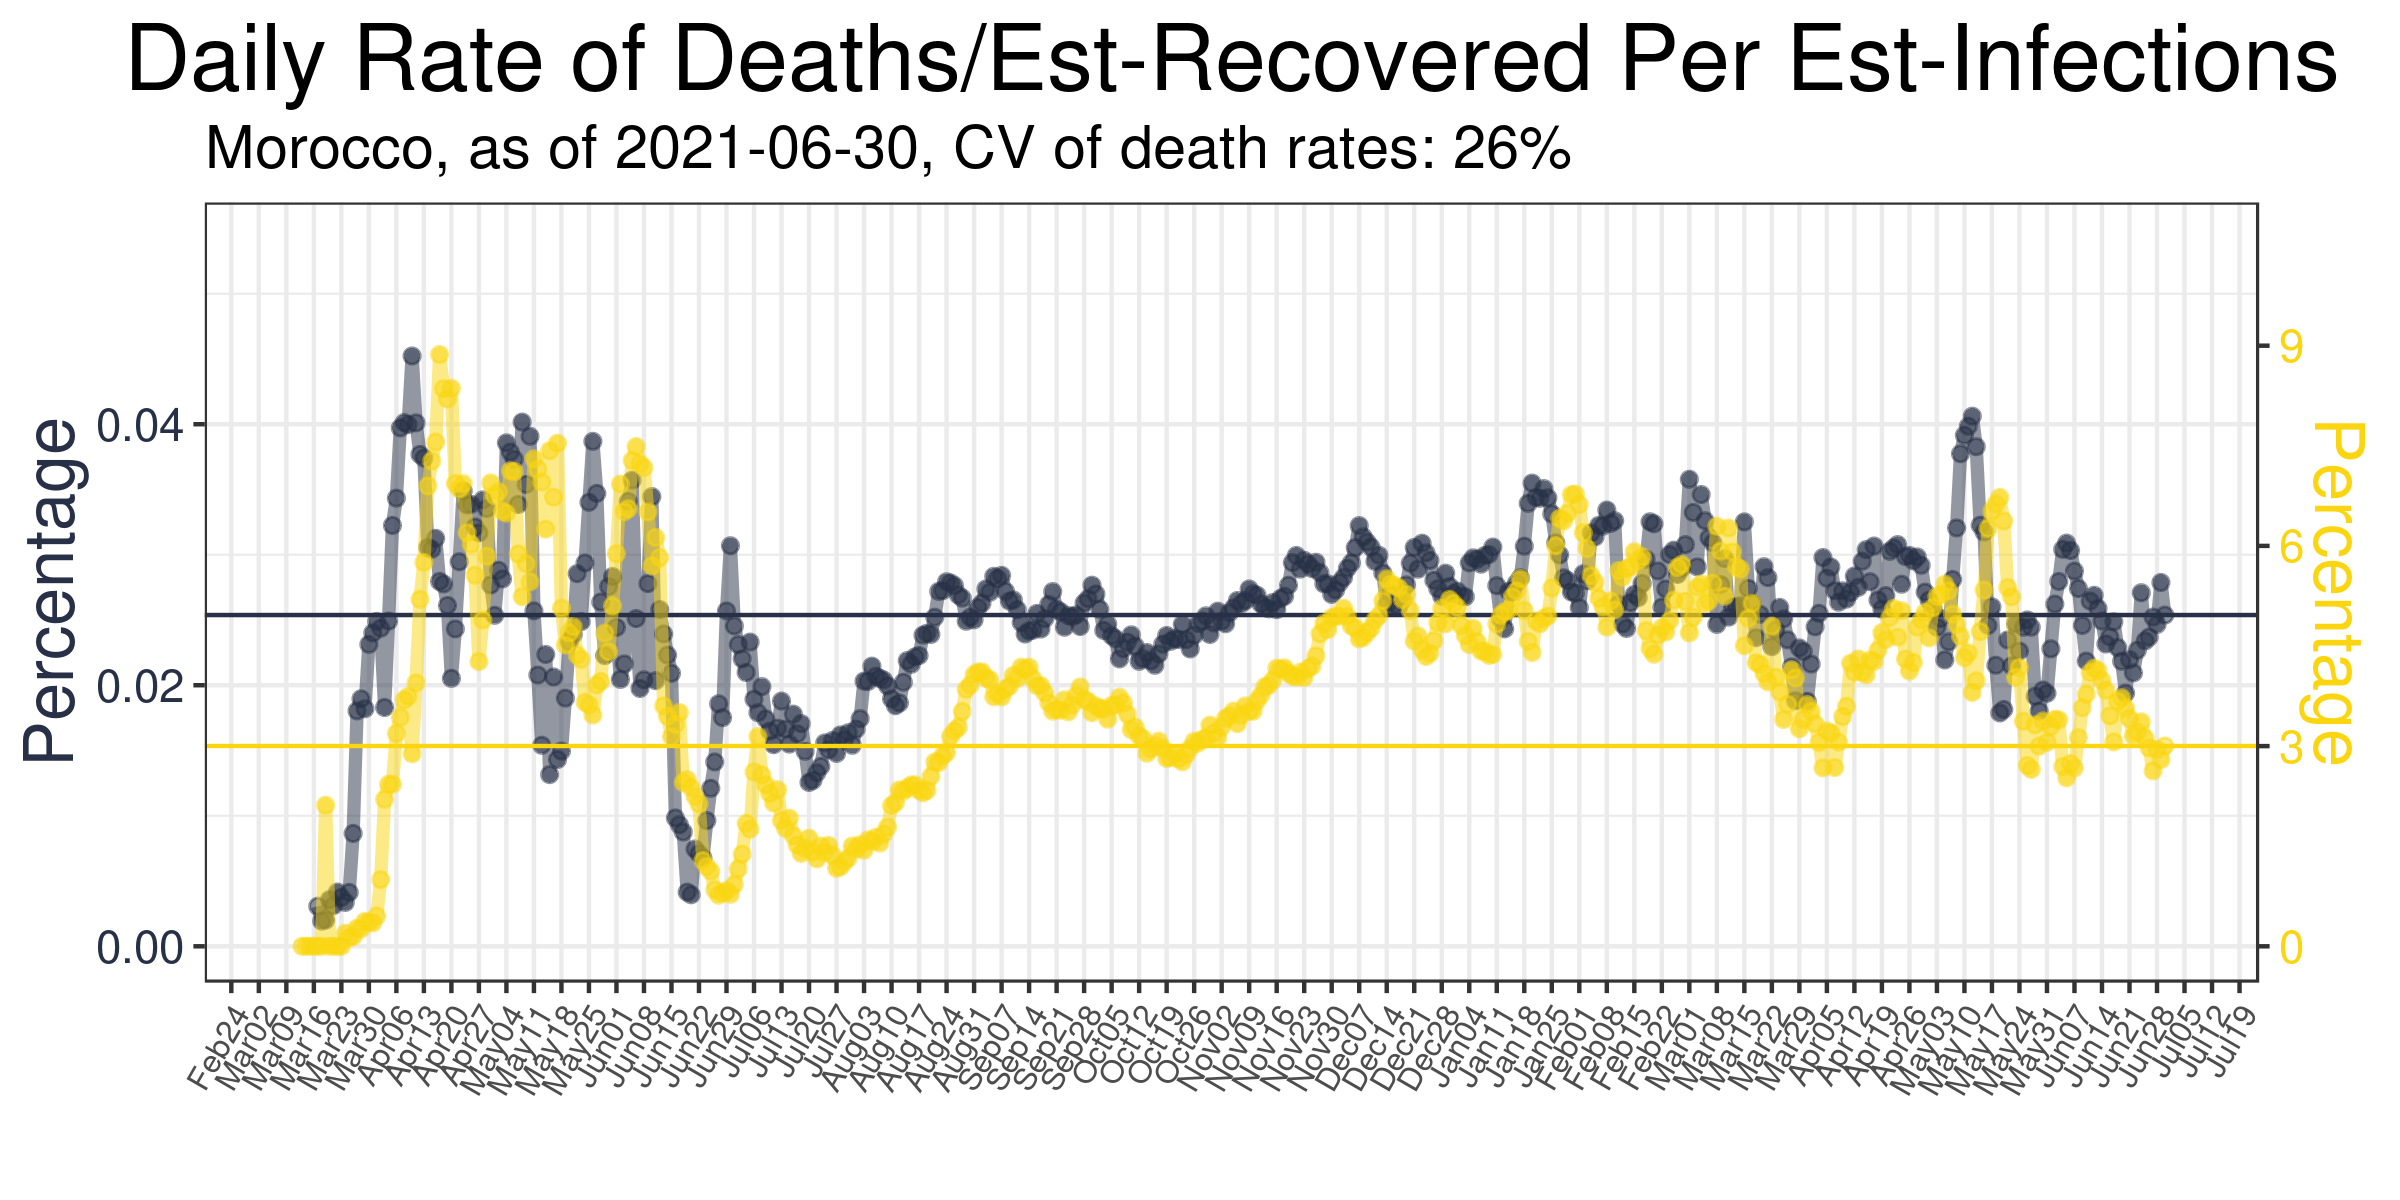 Daily Rate of Deaths/Est-Recovered Per Est-Infections
Morocco, as of 2021-06-30, CV of death rates: 26%
Percentage
0.04
0.02
0.00
9
6
3
0
Percentage
Feb24
Mar02
Mar09
Mar16
Mar23
Mar30
Apr06
Apr13
Apr20
Apr27
May04
May11
May18
May25
Jun01
Jun08
Jun15
Jun22
Jun29
Jul06
Jul13
Jul20
Jul27
Aug03
Aug10
Aug17
Aug24
Aug31
Sep07
Sep14
Sep21
Sep28
Oct05
Oct12
Oct19
Oct26
Nov02
Nov09
Nov16
Nov23
Nov30
Dec07
Dec14
Dec21
Dec28
Jan04
Jan11
Jan18
Jan25
Feb01
Feb08
Feb15
Feb22
Mar01
Mar08
Mar15
Mar22
Mar29
Apr05
Apr12
Apr19
Apr26
May03
May10
May17
May24
May31
Jun07
Jun14
Jun21
Jun28
Jul05
Jul12
Jul19